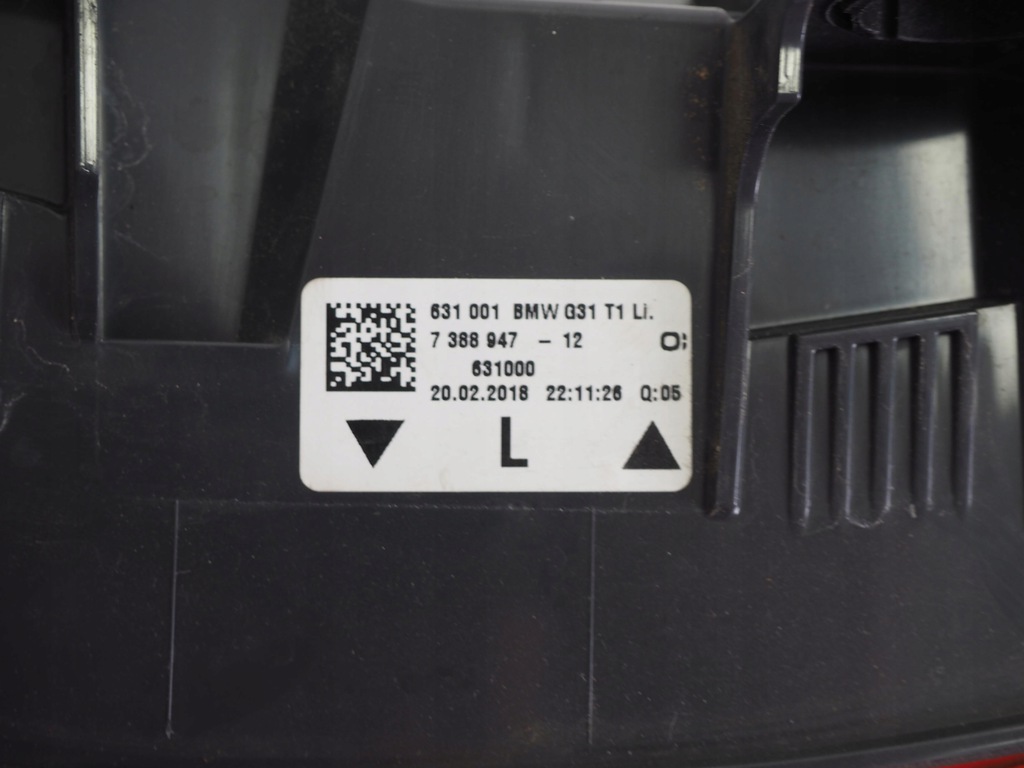 631 001 BMW G31 T1 Li.
7 388 947 - 12
631000
20.02.2018 22:11:26 Q:05
L